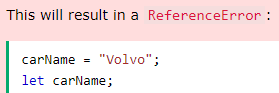 This will result in a ReferenceError:
carName = "Volvo";
let carName;